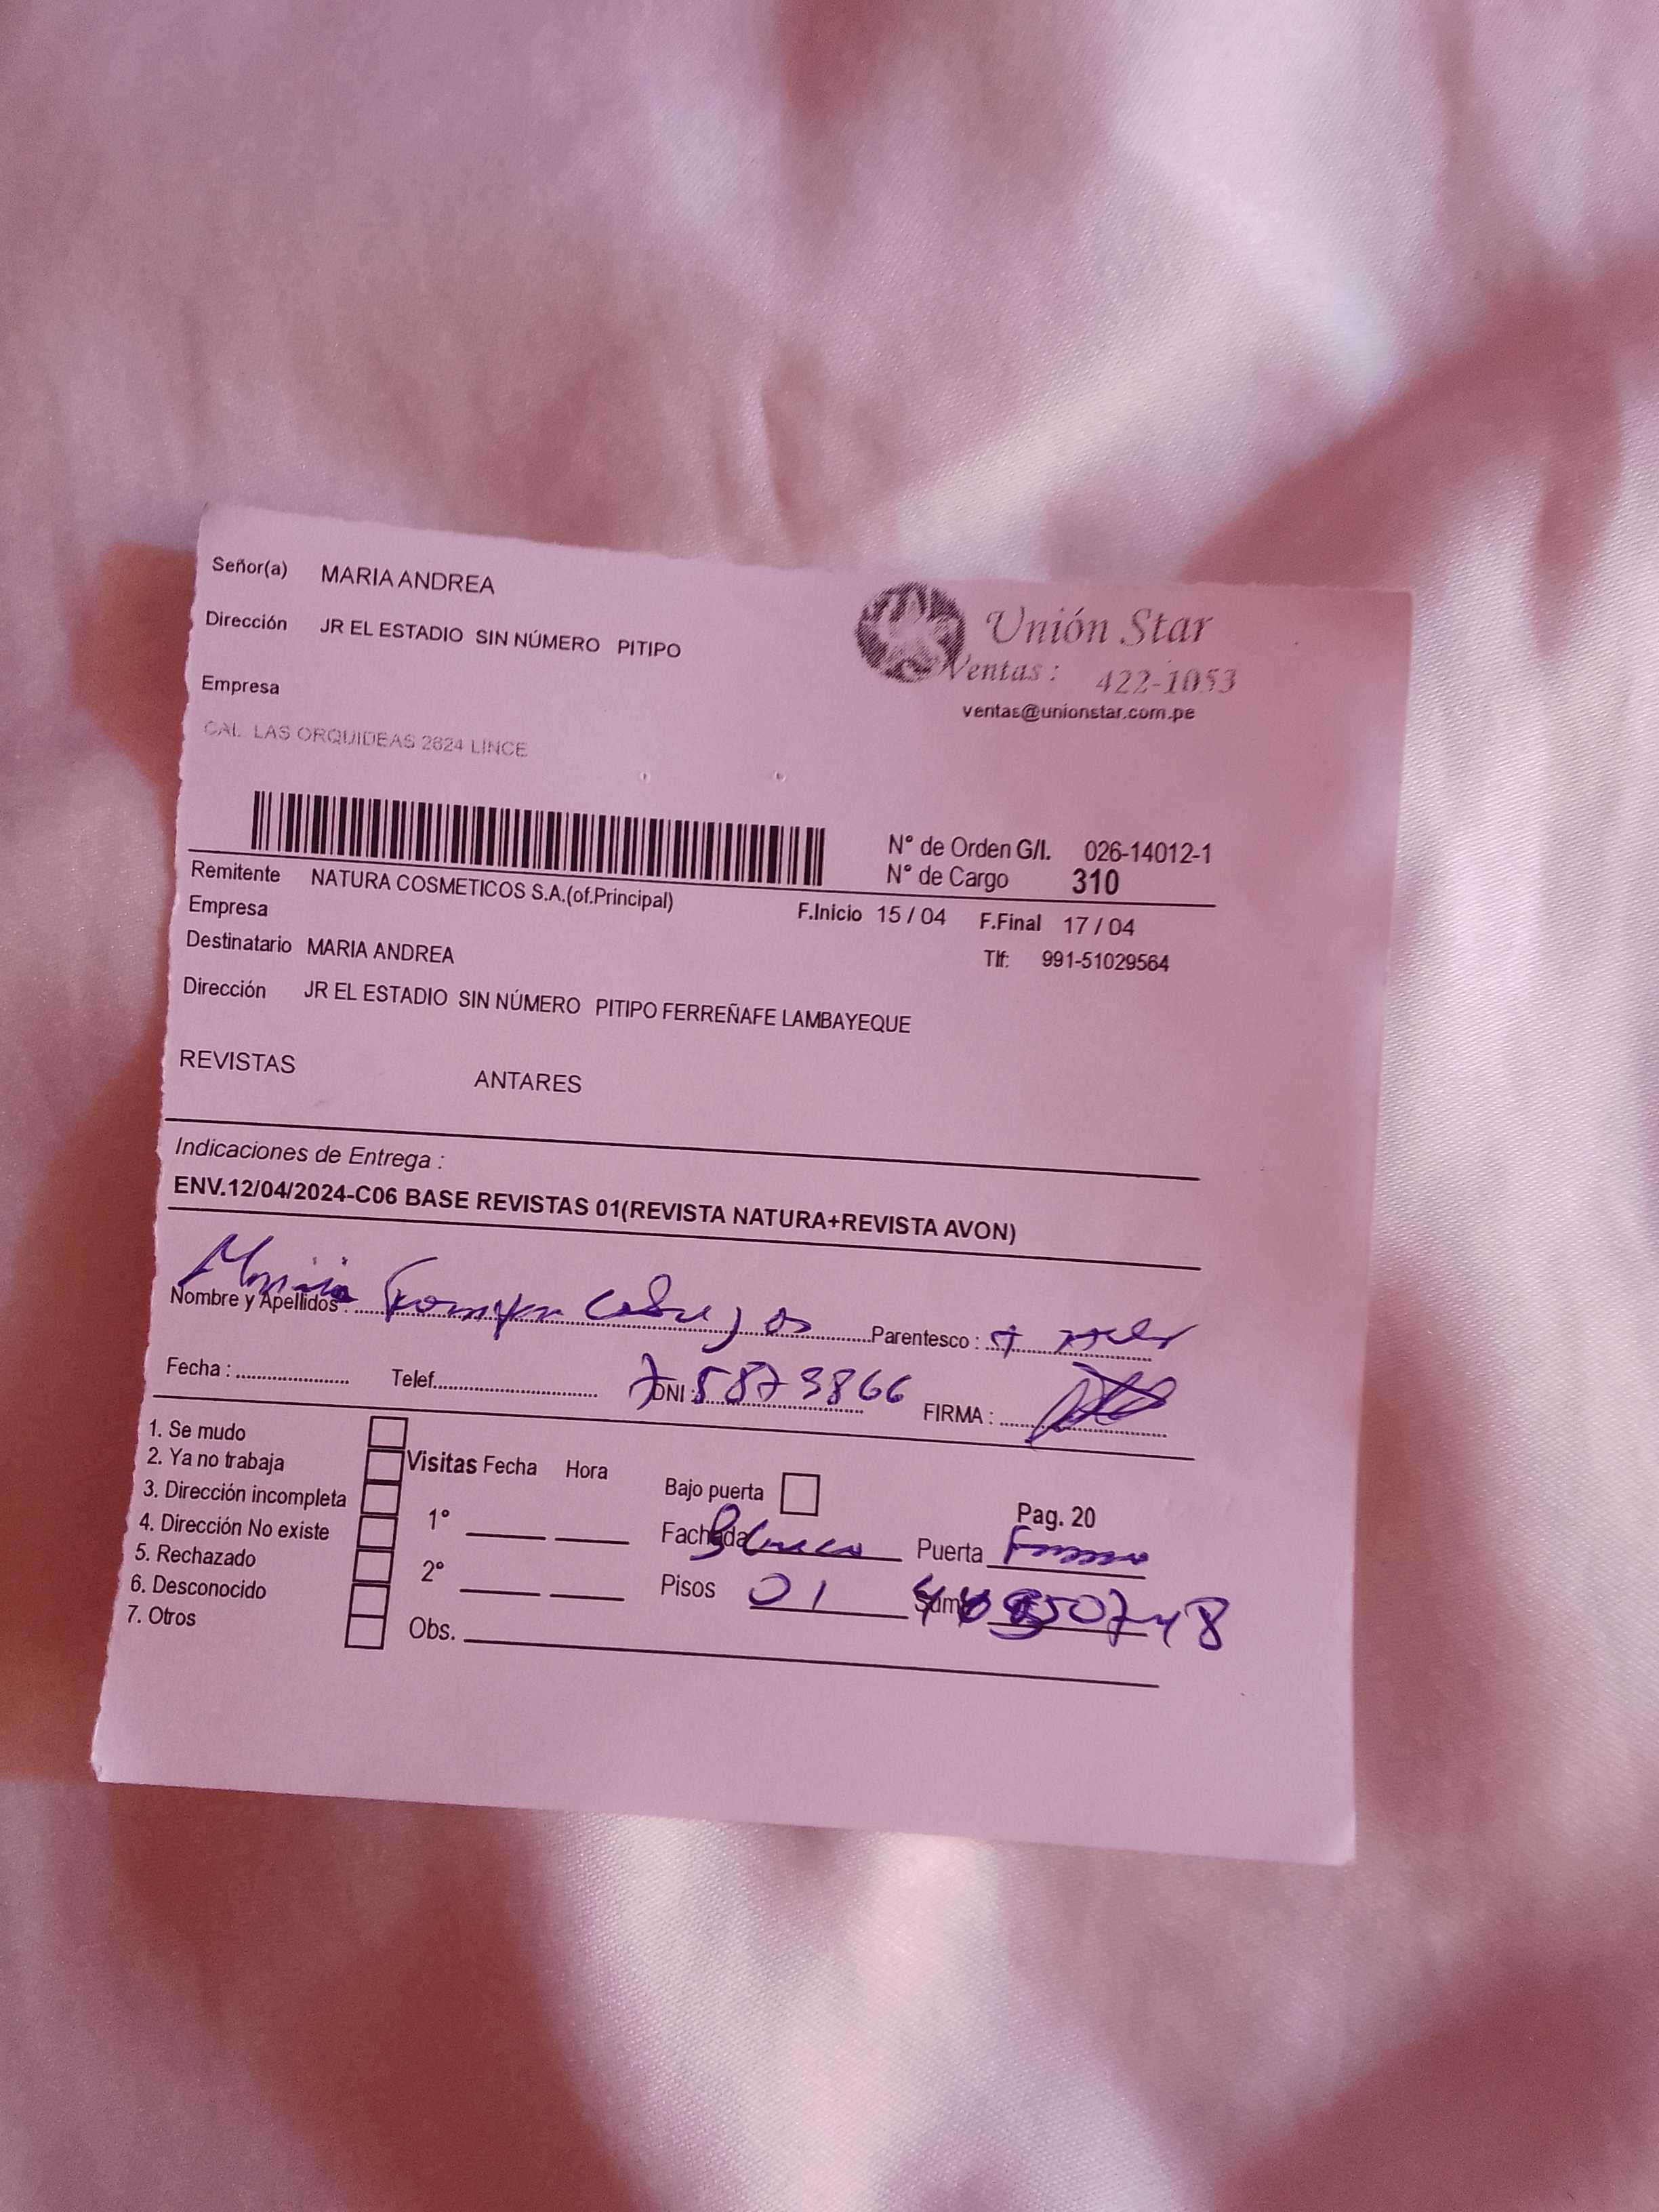 Señor(a) MARIA ANDREA
Dirección JR EL ESTADIO SIN NÚMERO PITIPO
Empresa
CAL LAS ORQUIDEAS 2624 LINCE
Unión Star
Ventas : 422-1053
ventas@unionstar.com.pe
N° de Orden G/I. 026-14012-1
N° de Cargo 310
Remitente NATURA COSMETICOS S.A.(of.Principal)
Empresa
F.Inicio 15 / 04 F.Final 17 / 04
Destinatario MARIA ANDREA
Tlf: 991-51029564
Dirección JR EL ESTADIO SIN NÚMERO PITIPO FERREÑAFE LAMBAYEQUE
REVISTAS ANTARES
Indicaciones de Entrega :
ENV.12/04/2024-C06 BASE REVISTAS 01(REVISTA NATURA+REVISTA AVON)
Nombre y Apellidos : Maria Parentesco :
Fecha : Telef. DNI : 75873866 FIRMA :
1. Se mudo
2. Ya no trabaja
3. Dirección incompleta
4. Dirección No existe
5. Rechazado
6. Desconocido
7. Otros
Visitas Fecha Hora
1°
2°
Obs.
Bajo puerta
Pag. 20
Fachada Blanca Puerta
Pisos 01